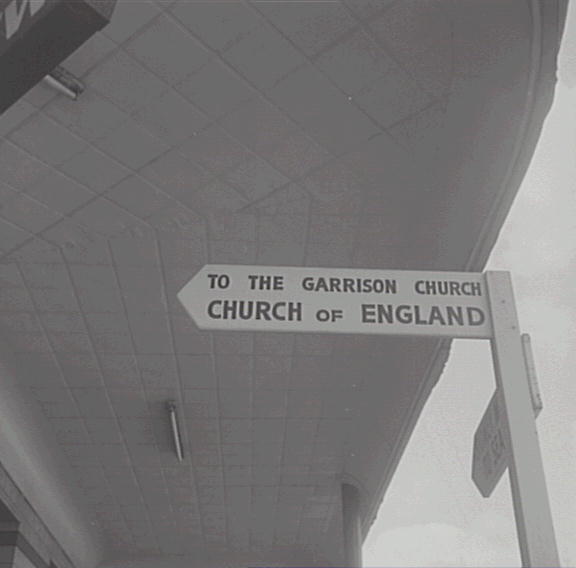 TO THE GARRISON CHURCH
CHURCH OF ENGLAND